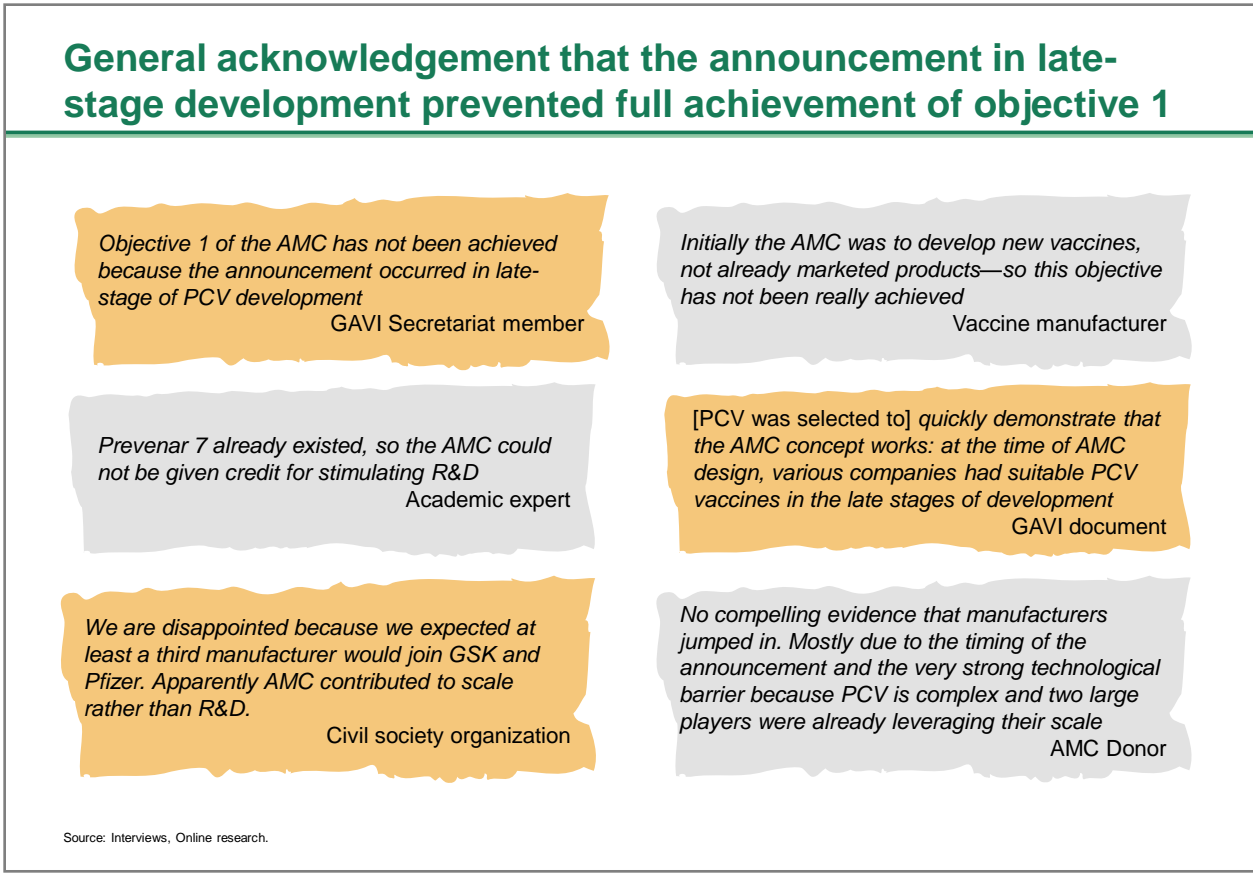 General acknowledgement that the announcement in late-
stage development prevented full achievement of objective 1
Objective 1 of the AMC has not been achieved
because the announcement occurred in late-
stage of PCV development
GAVI Secretariat member
Initially the AMC was to develop new vaccines,
not already marketed products—so this objective
has not been really achieved
Vaccine manufacturer
Prevenar 7 already existed, so the AMC could
not be given credit for stimulating R&D
Academic expert
[PCV was selected to] quickly demonstrate that
the AMC concept works: at the time of AMC
design, various companies had suitable PCV
vaccines in the late stages of development
GAVI document
We are disappointed because we expected at
least a third manufacturer would join GSK and
Pfizer. Apparently AMC contributed to scale
rather than R&D.
Civil society organization
No compelling evidence that manufacturers
jumped in. Mostly due to the timing of the
announcement and the very strong technological
barrier because PCV is complex and two large
players were already leveraging their scale
AMC Donor
Source: Interviews, Online research.